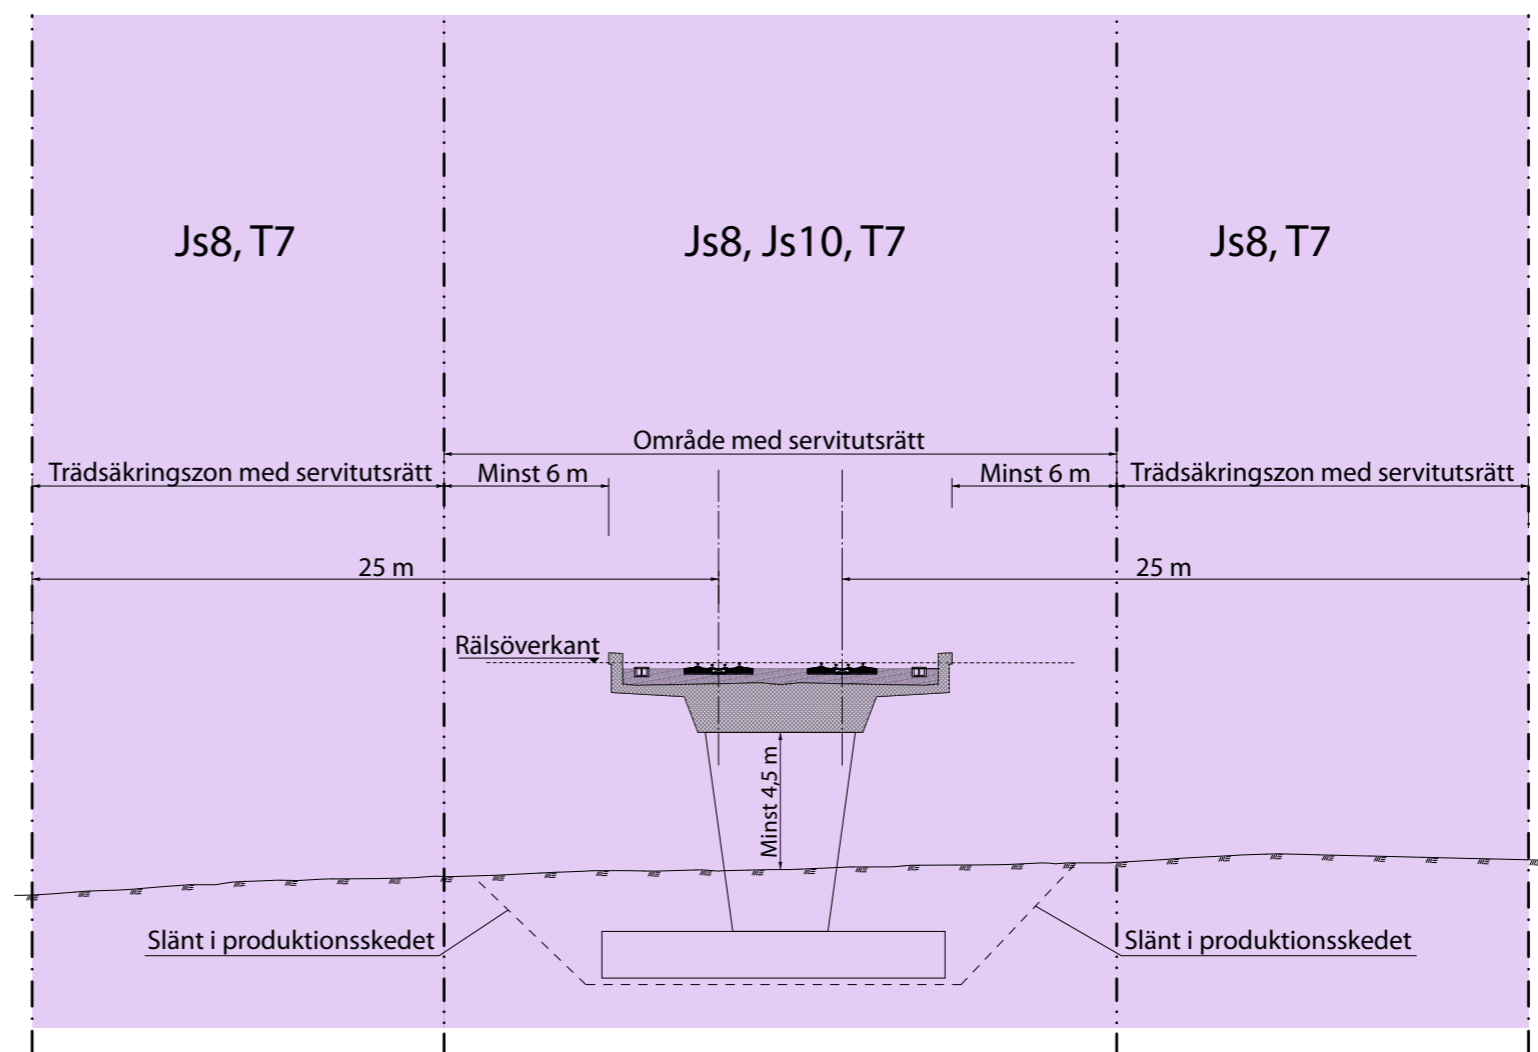 Js8, T7
Js8, Js10, T7
Js8, T7
Område med servitutsrätt
Trädsäkringszon med servitutsrätt
Minst 6 m
Minst 6 m
Trädsäkringszon med servitutsrätt
25 m
25 m
Rälsöverkant
Minst 4,5 m
Slänt i produktionsskedet
Slänt i produktionsskedet